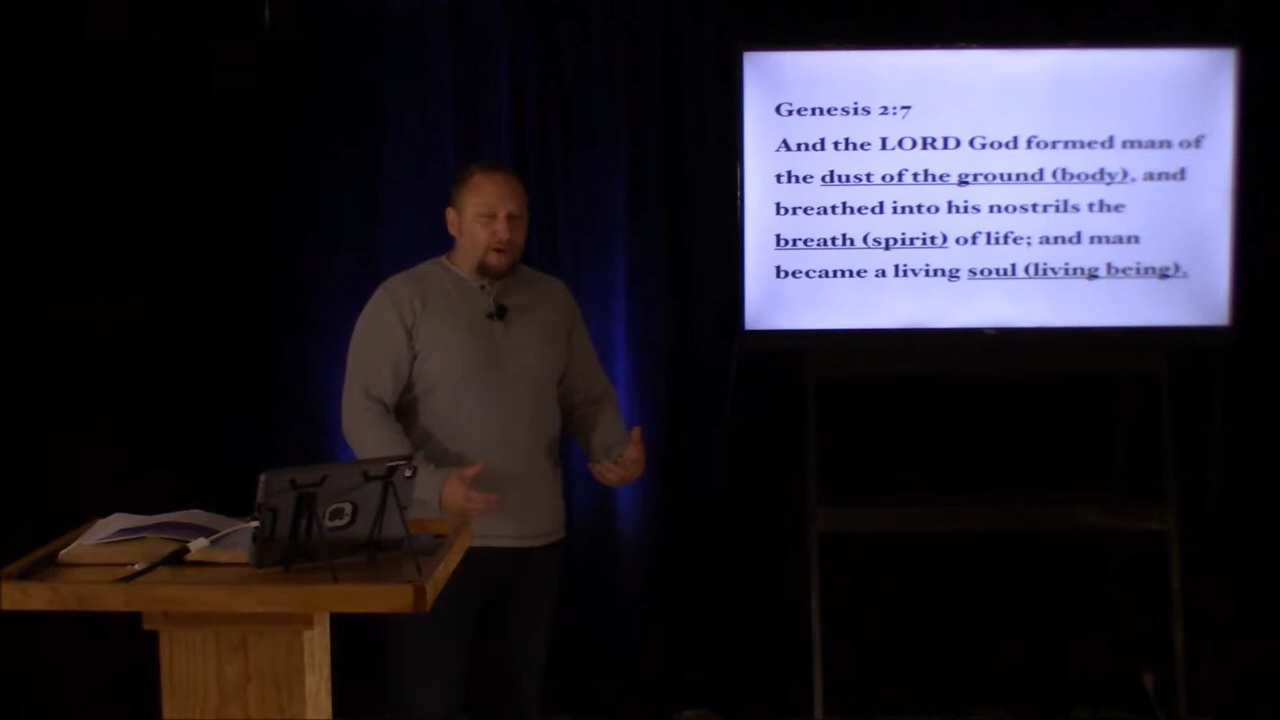 Genesis 2:7
And the LORD God formed man of
the dust of the ground (body), and
breathed into his nostrils the
breath (spirit) of life; and man
became a living soul (living being).